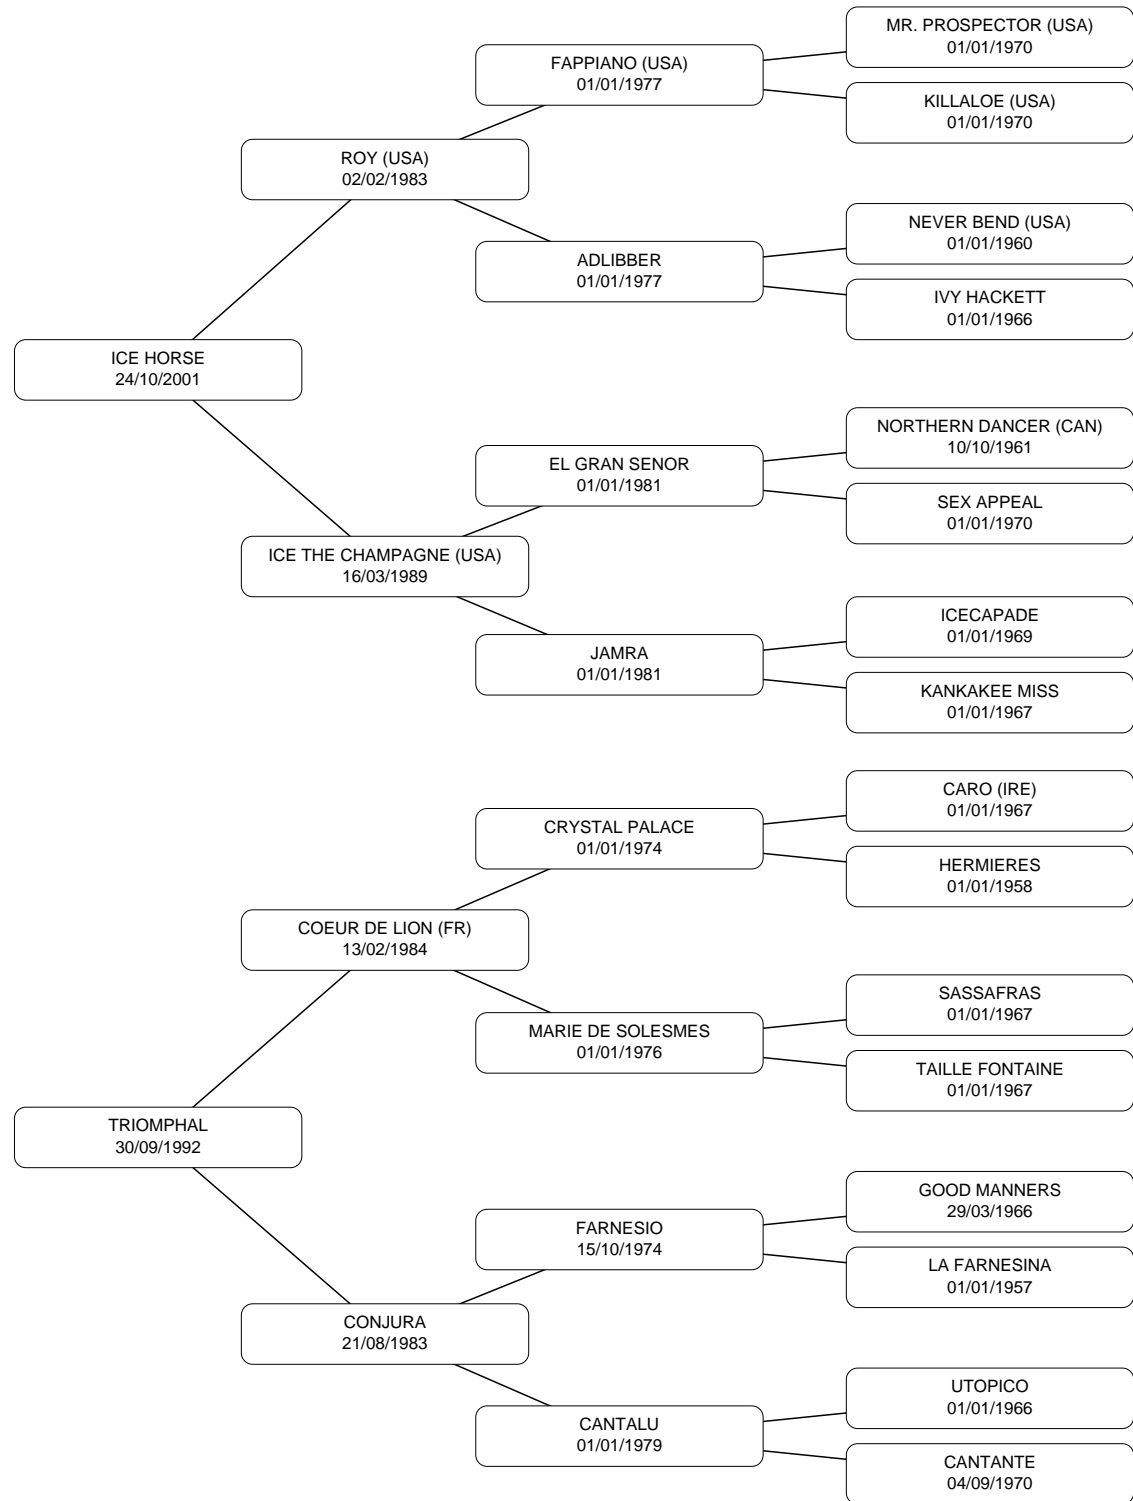 MR. PROSPECTOR (USA)
01/01/1970
FAPPIANO (USA)
01/01/1977
KILLALOE (USA)
01/01/1970
ROY (USA)
02/02/1983
NEVER BEND (USA)
01/01/1960
ADLIBBER
01/01/1977
IVY HACKETT
01/01/1966
ICE HORSE
24/10/2001
NORTHERN DANCER (CAN)
10/10/1961
EL GRAN SENOR
01/01/1981
SEX APPEAL
01/01/1970
ICE THE CHAMPAGNE (USA)
16/03/1989
ICECAPADE
01/01/1969
JAMRA
01/01/1981
KANKAKEE MISS
01/01/1967
CARO (IRE)
01/01/1967
CRYSTAL PALACE
01/01/1974
HERMIERES
01/01/1958
COEUR DE LION (FR)
13/02/1984
SASSAFRAS
01/01/1967
MARIE DE SOLESMES
01/01/1976
TAILLE FONTAINE
01/01/1967
TRIOMPHAL
30/09/1992
GOOD MANNERS
29/03/1966
FARNESIO
15/10/1974
LA FARNESINA
01/01/1957
CONJURA
21/08/1983
UTOPICO
01/01/1966
CANTALU
01/01/1979
CANTANTE
04/09/1970